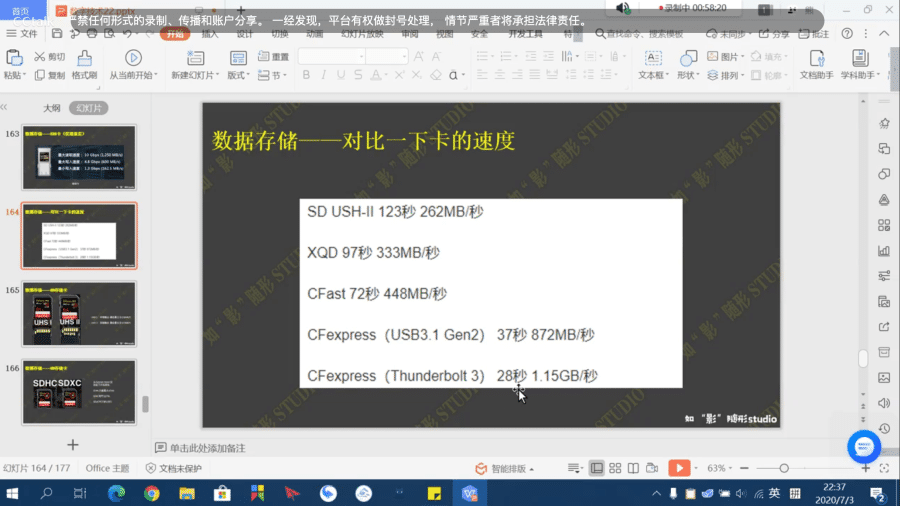 严禁任何形式的录制、传播和账户分享。一经发现，平台有权做封号处理， 情节严重者将承担法律责任。
录制中 00:58:20
首页
22.pptx
三 文件
开始
插入 设计 切换 动画 幻灯片放映 审阅 视图 安全 开发工具 特
查找命令、搜索模板
未同步 分享 批注
粘贴 剪切 复制 格式刷
从当前开始
新建幻灯片 版式 节 重置
B I U S A
文本框 形状 图片 排列 填充 轮廓
文档助手 学科助手
大纲 幻灯片
163
164
165
166
UHS I UHS II
SDHC SDXC
数据存储——对比一下卡的速度
SD USH-II 123秒 262MB/秒
XQD 97秒 333MB/秒
CFast 72秒 448MB/秒
CFexpress（USB3.1 Gen2） 37秒 872MB/秒
CFexpress（Thunderbolt 3） 28秒 1.15GB/秒
如“影”随形studio
单击此处添加备注
幻灯片 164 / 177 Office 主题 文档未保护
智能排版
63%
英
22:37
2020/7/3
2